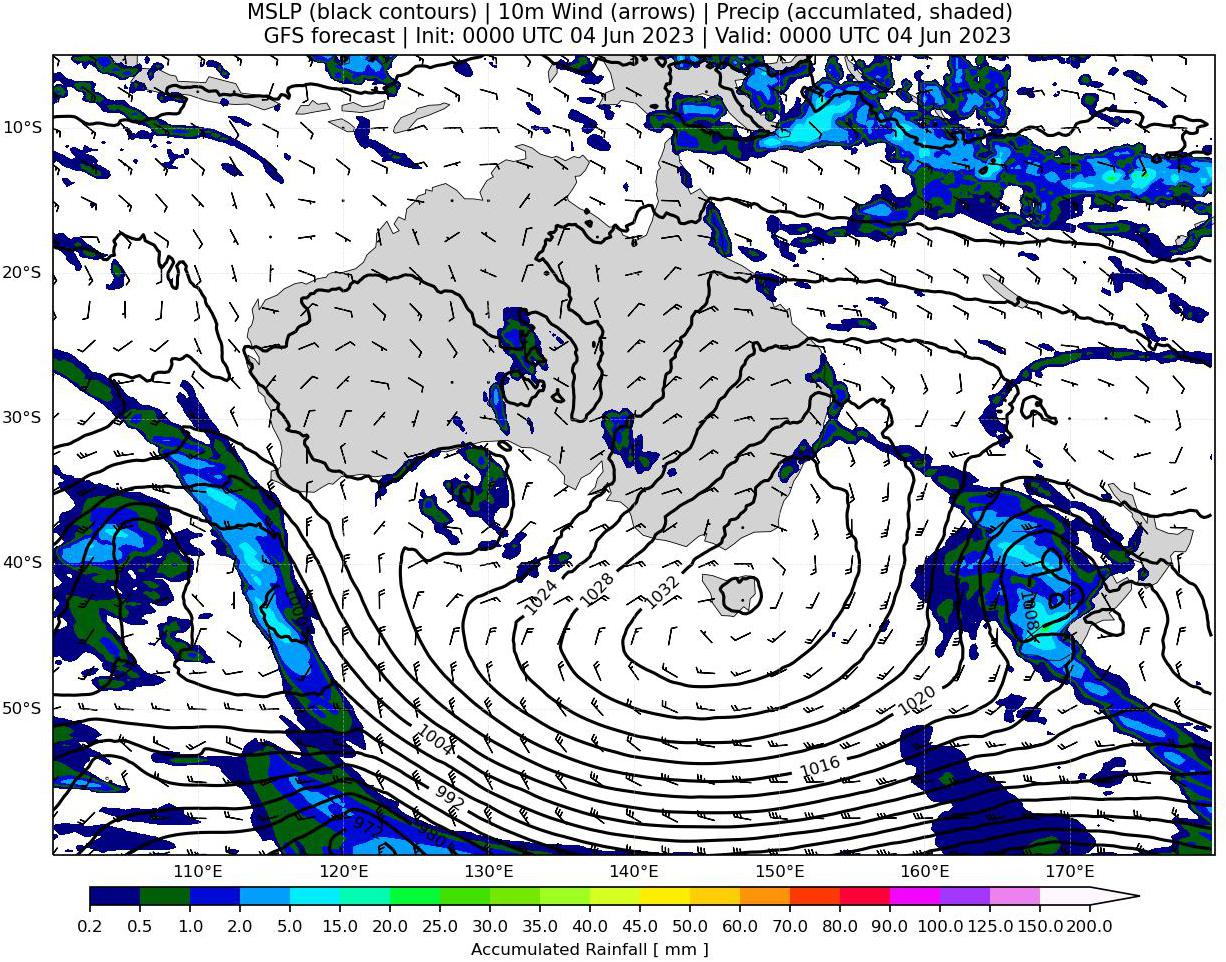 MSLP (black contours) | 10m Wind (arrows) | Precip (accumlated, shaded)
GFS forecast | Init: 0000 UTC 04 Jun 2023 | Valid: 0000 UTC 04 Jun 2023
10°S
20°S
30°S
40°S
50°S
1024
1028
1032
1008
1020
1004
1016
992
110°E
120°E
130°E
140°E
150°E
160°E
170°E
0.2 0.5 1.0 2.0 5.0 10.0 15.0 20.0 25.0 30.0 35.0 40.0 45.0 50.0 60.0 70.0 80.0 90.0 100.0 125.0 150.0 200.0
Accumulated Rainfall [ mm ]